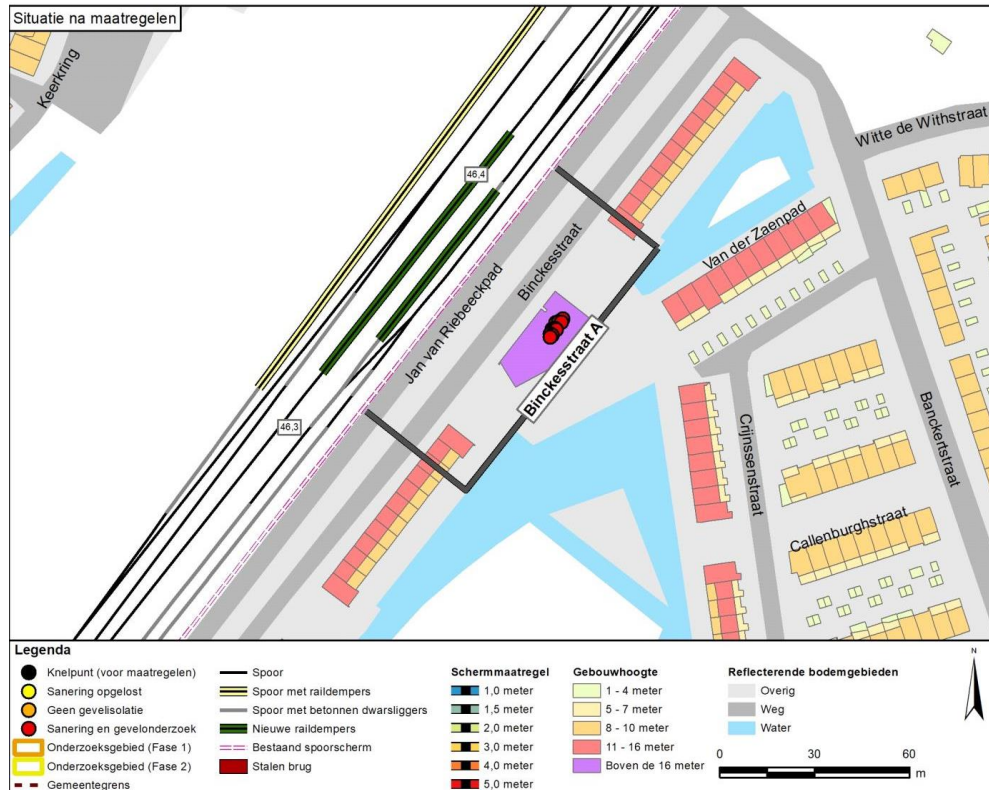 Situatie na maatregelen
Keerkring
46,4
46,3
Jan van Riebeeckpad
Binckesstraat
Binckesstraat A
Van der Zaenpad
Witte de Withstraat
Crijnssenstraat
Banckertstraat
Callenburghstraat
Legenda
Knelpunt (voor maatregelen)
Sanering opgelost
Geen gevelisolatie
Sanering en gevelonderzoek
Onderzoeksgebied (Fase 1)
Onderzoeksgebied (Fase 2)
Gemeentegrens
Spoor
Spoor met raildempers
Spoor met betonnen dwarsliggers
Nieuwe raildempers
Bestaand spoorscherm
Stalen brug
Schermmaatregel
1,0 meter
1,5 meter
2,0 meter
3,0 meter
4,0 meter
5,0 meter
Gebouwhoogte
1 - 4 meter
5 - 7 meter
8 - 10 meter
11 - 16 meter
Boven de 16 meter
Reflecterende bodemgebieden
Overig
Weg
Water
N
0 30 60
m